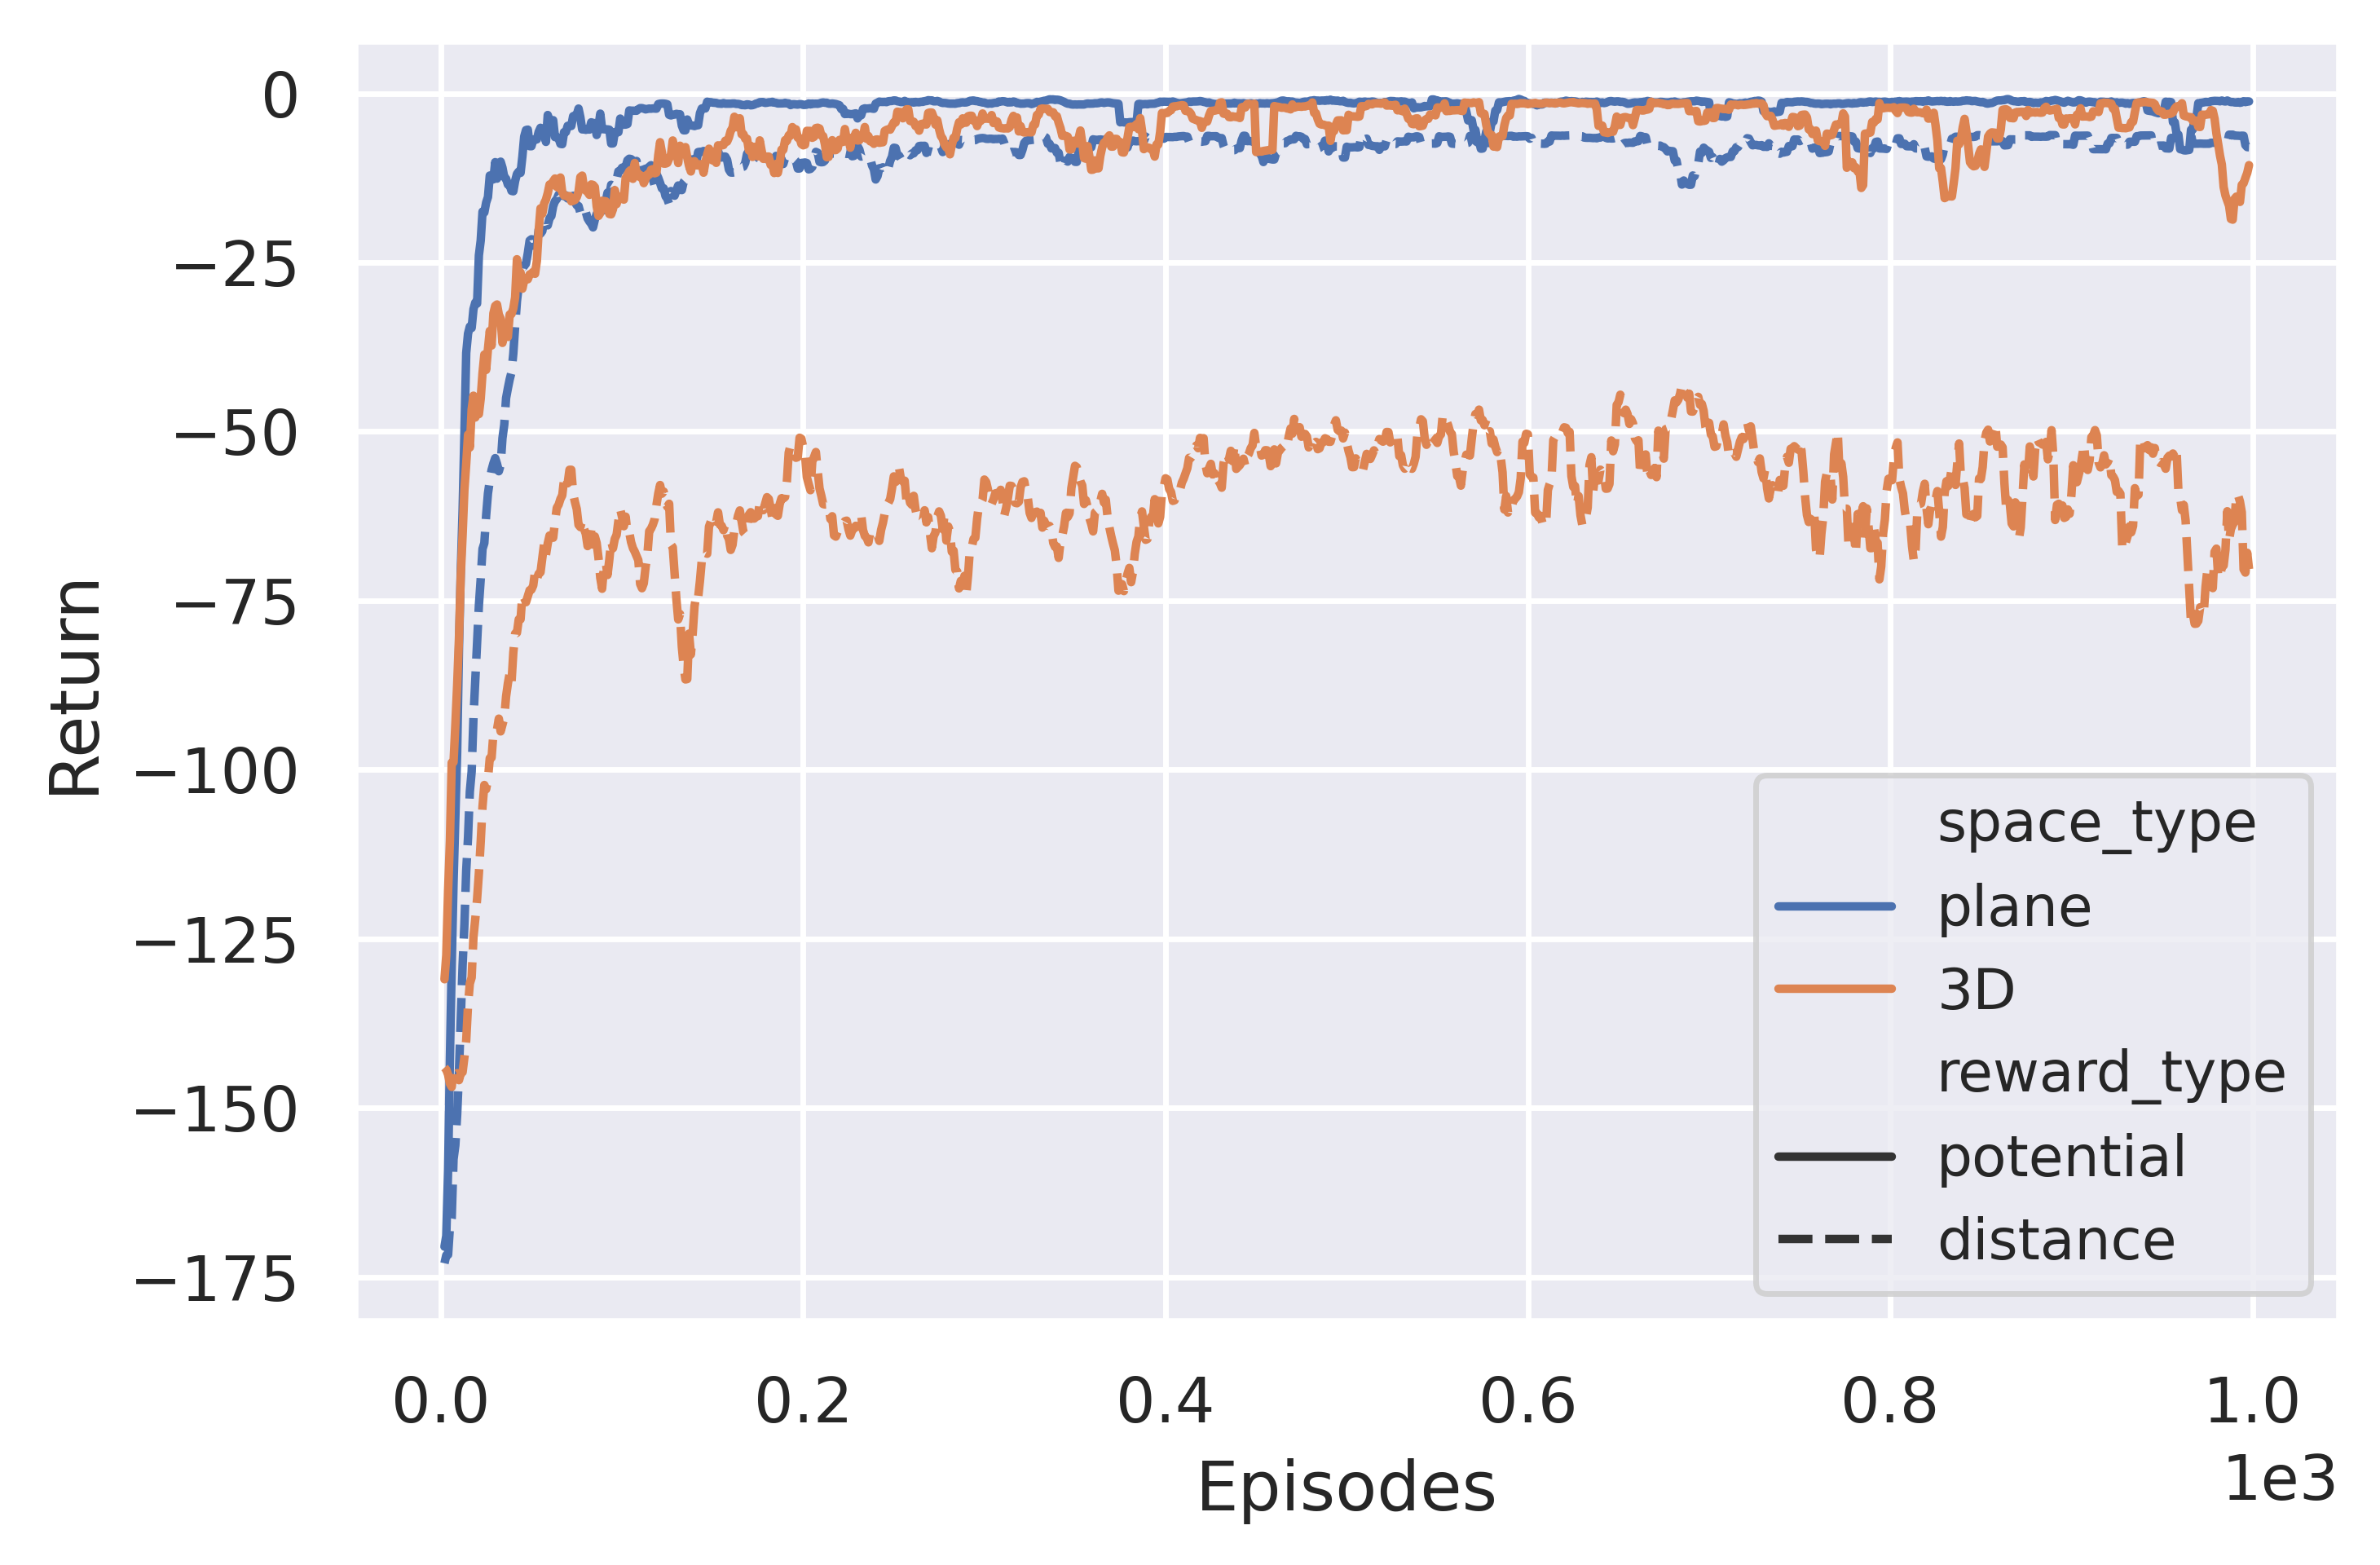 0
−25
−50
−75
−100
−125
−150
−175
Return
space_type
plane
3D
reward_type
potential
distance
0.0 0.2 0.4 0.6 0.8 1.0
1e3
Episodes